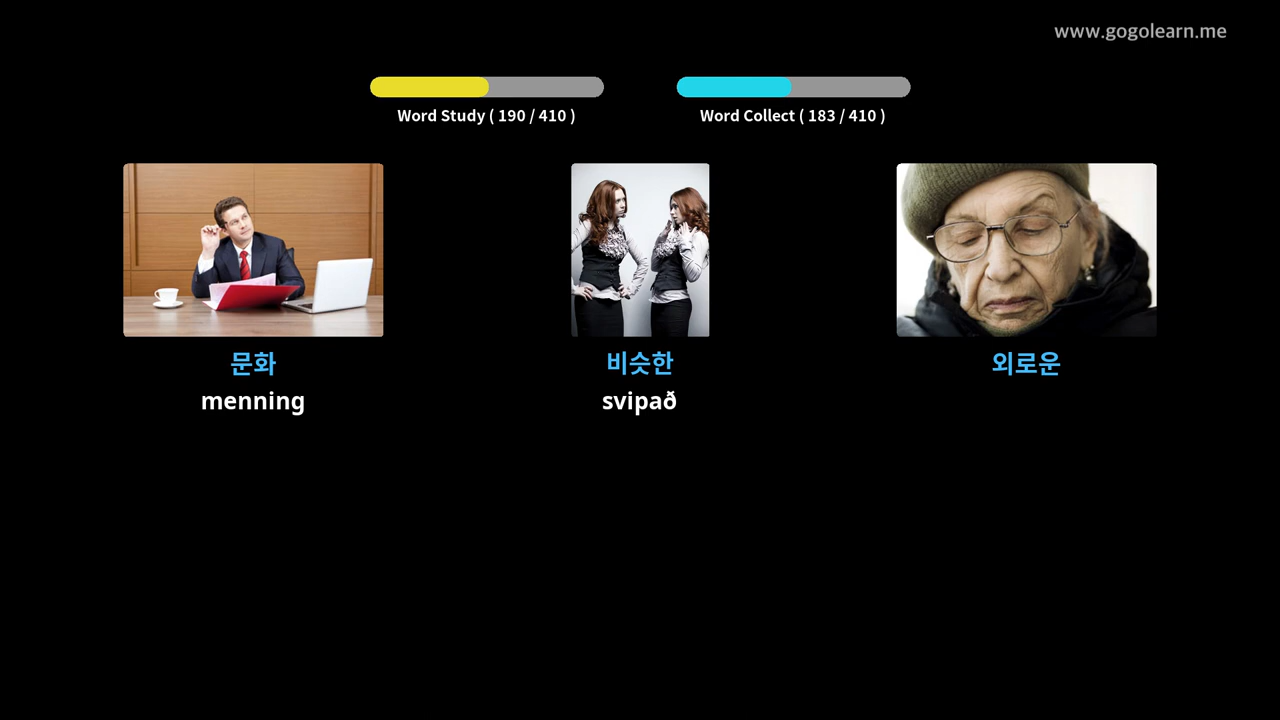 www.gogolearn.me
Word Study ( 190 / 410 )
Word Collect ( 183 / 410 )
문화
비슷한
외로운
menning
svipað